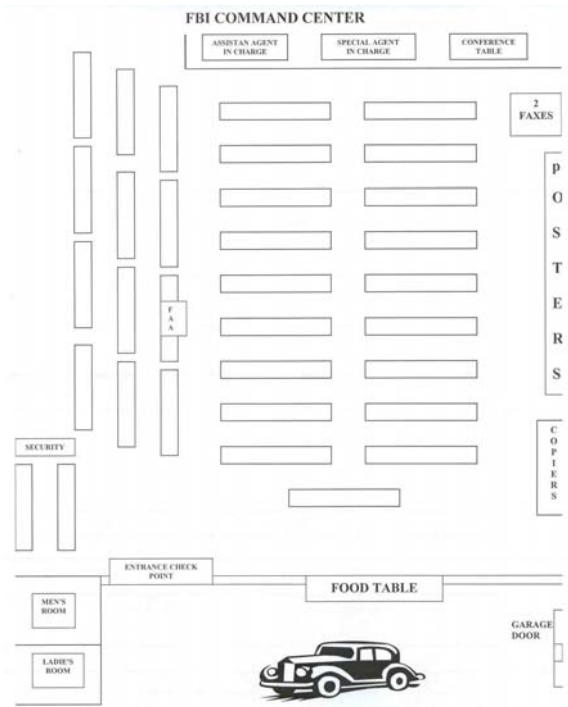 FBI COMMAND CENTER
ASSISTAN AGENT
IN CHARGE
SPECIAL AGENT
IN CHARGE
CONFERENCE
TABLE
2
FAXES
p
O
S
T
E
R
S
F
A
A
C
O
P
I
E
R
S
SECURITY
ENTRANCE CHECK
POINT
FOOD TABLE
MEN'S
ROOM
GARAGE
DOOR
LADIE'S
ROOM